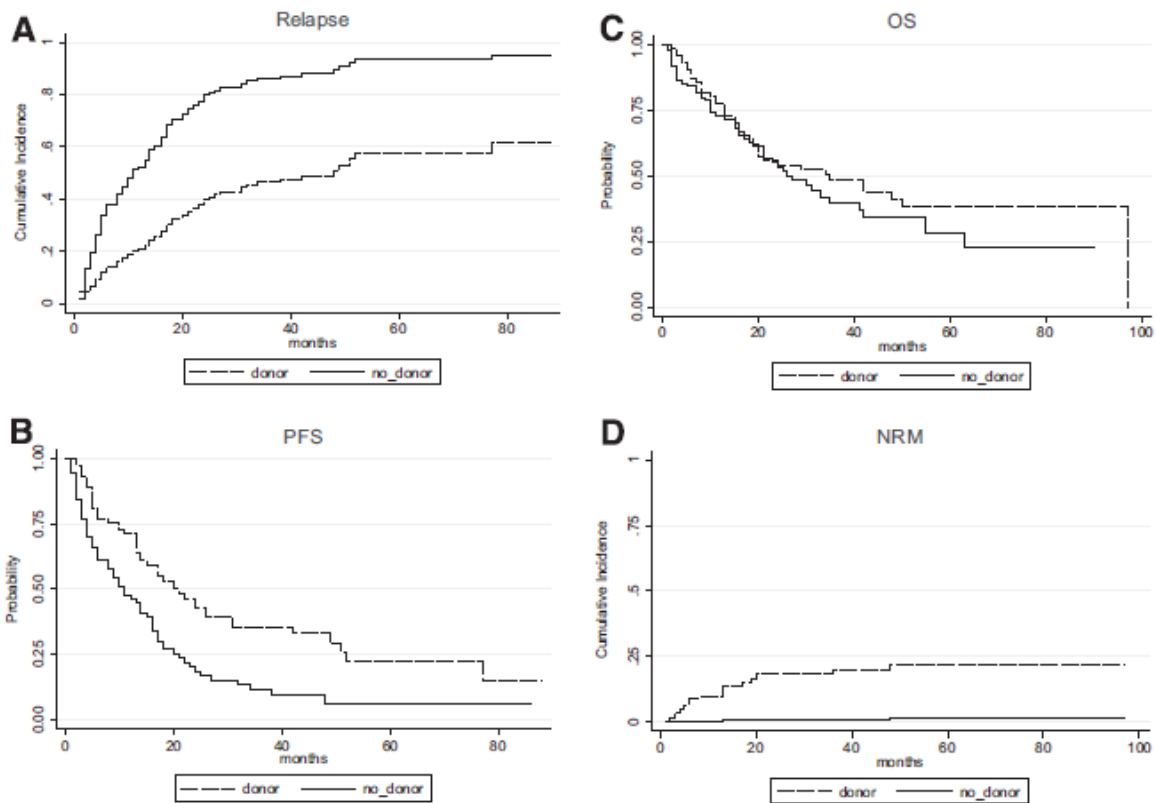 A
Relapse
Cumulative Incidence
1
.8
.6
.4
.2
0
0 20 40 60 80
months
donor no_donor
C
OS
Probability
1.00
0.75
0.50
0.25
0.00
0 20 40 60 80 100
months
donor no_donor
B
PFS
Probability
1.00
0.75
0.50
0.25
0.00
0 20 40 60 80
months
donor no_donor
D
NRM
Cumulative Incidence
1
.75
.5
.25
0
0 20 40 60 80 100
months
donor no_donor